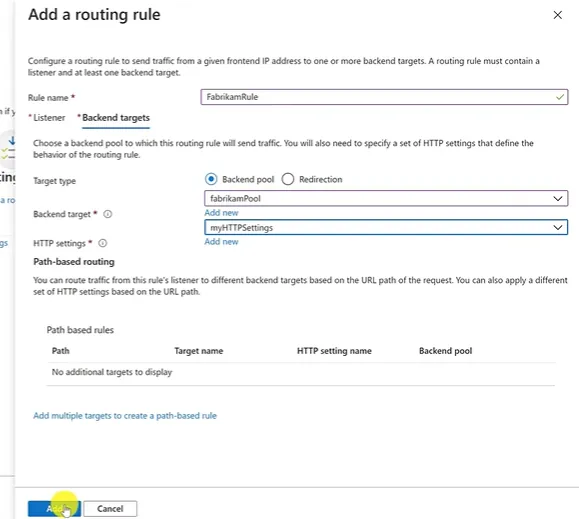 Add a routing rule
Configure a routing rule to send traffic from a given frontend IP address to one or more backend targets. A routing rule must contain a
listener and at least one backend target.
Rule name *
FabrikamRule
* Listener * Backend targets
Choose a backend pool to which this routing rule will send traffic. You will also need to specify a set of HTTP settings that define the
behavior of the routing rule.
Target type
Backend pool
Redirection
fabrikamPool
Backend target *
Add new
myHTTPSettings
HTTP settings *
Add new
Path-based routing
You can route traffic from this rule's listener to different backend targets based on the URL path of the request. You can also apply a different
set of HTTP settings based on the URL path.
Path based rules
Path Target name HTTP setting name Backend pool
No additional targets to display
Add multiple targets to create a path-based rule
Add Cancel